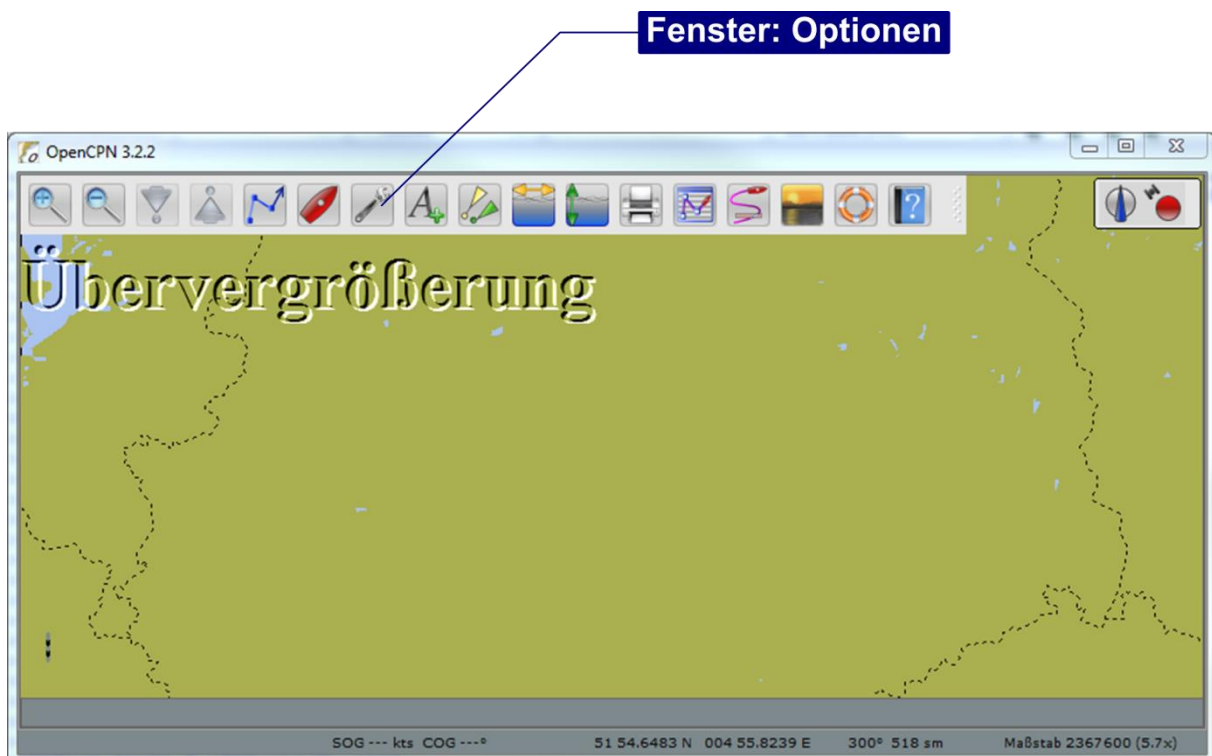 Fenster: Optionen
OpenCPN 3.2.2
A
?
Übervergrößerung
SOG --- kts COG ---° 51 54.6483 N 004 55.8239 E 300° 518 sm Maßstab 2367600 (5.7x)